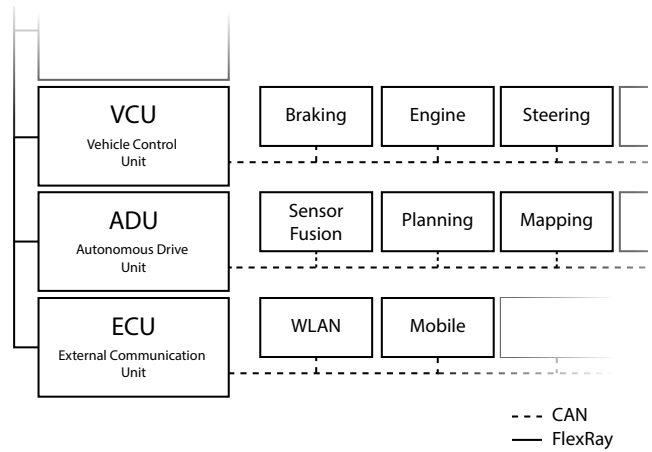 VCU
Vehicle Control
Unit
Braking
Engine
Steering
ADU
Autonomous Drive
Unit
Sensor
Fusion
Planning
Mapping
ECU
External Communication
Unit
WLAN
Mobile
CAN
FlexRay